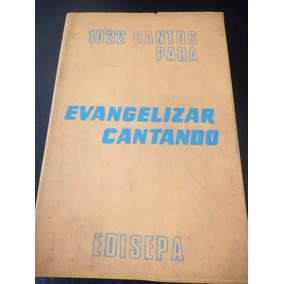 1022 CANTOS
PARA
EVANGELIZAR
CANTANDO
EDISEPA